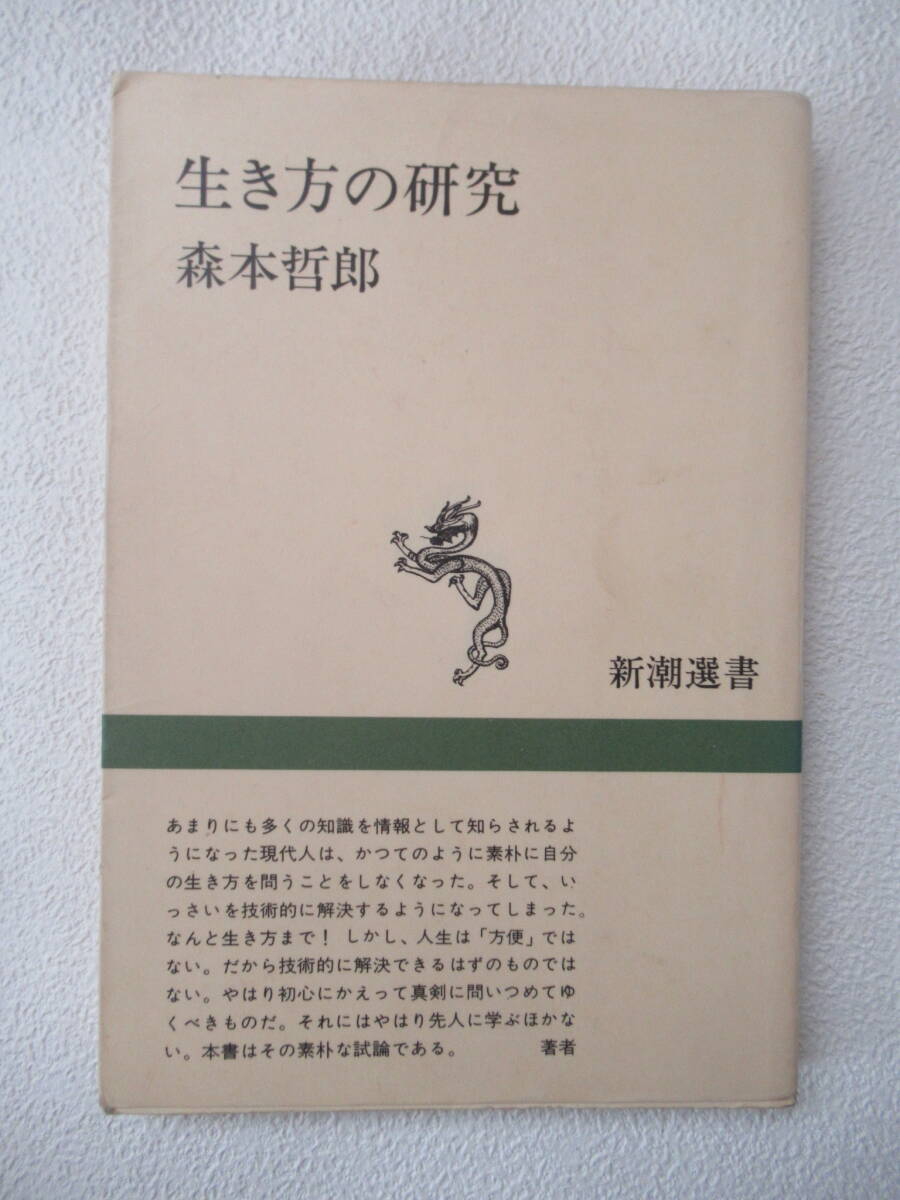 生き方の研究
森本哲郎
新潮選書
あまりにも多くの知識を情報として知らされるよ
うになった現代人は、かつてのように素朴に自分
の生き方を問うことをしなくなった。そして、い
っさいを技術的に解決するようになってしまった。
なんと生き方まで！ しかし、人生は「方便」では
ない。だから技術的に解決できるはずのものでは
ない。やはり初心にかえって真剣に問いつめてゆ
くべきものだ。それにはやはり先人に学ぶほかな
い。本書はその素朴な試論である。 著者